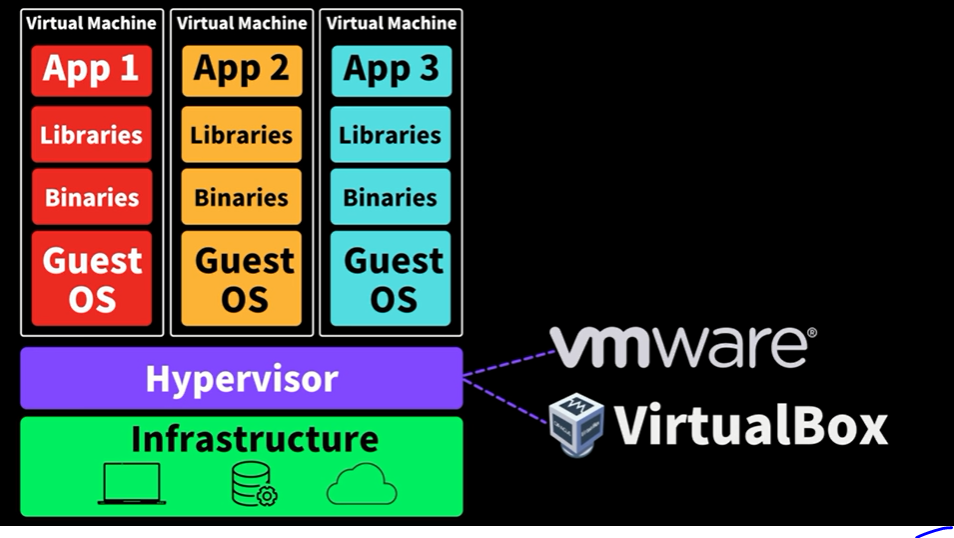 Virtual Machine
App 1
Libraries
Binaries
Guest
OS
Virtual Machine
App 2
Libraries
Binaries
Guest
OS
Virtual Machine
App 3
Libraries
Binaries
Guest
OS
Hypervisor
Infrastructure
vmware®
VirtualBox